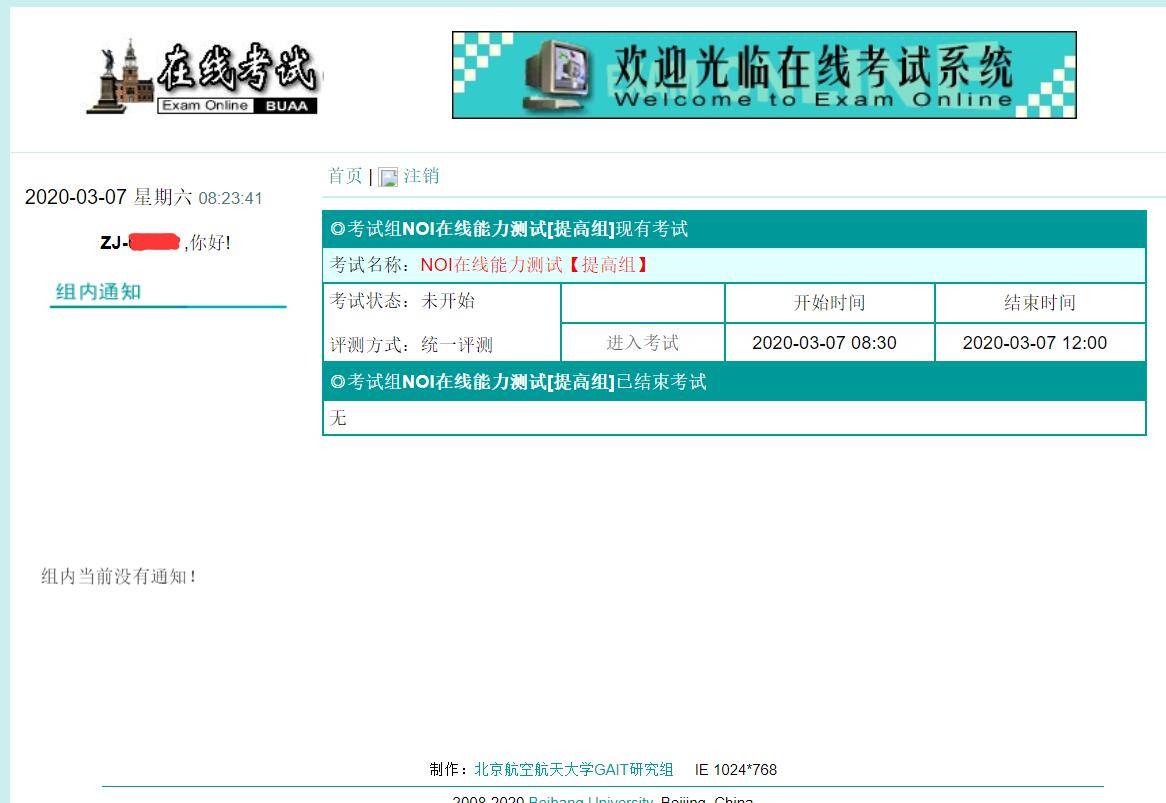 在线考试
Exam Online BUAA
欢迎光临在线考试系统
Welcome to Exam Online
2020-03-07 星期六 08:23:41
ZJ- ,你好!
组内通知
组内当前没有通知!
首页 | 注销
◎考试组NOI在线能力测试[提高组]现有考试
考试名称: NOI在线能力测试【提高组】
考试状态: 未开始
评测方式: 统一评测
开始时间 结束时间
进入考试 2020-03-07 08:30 2020-03-07 12:00
◎考试组NOI在线能力测试[提高组]已结束考试
无
制作：北京航空航天大学GAIT研究组 IE 1024*768
2008-2020 Beihang University, Beijing, China